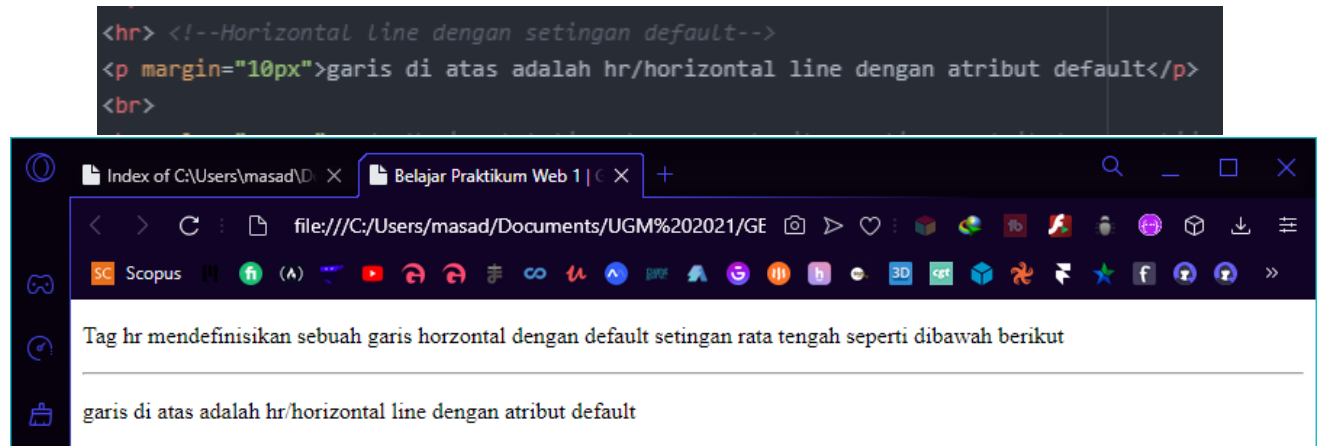 <hr> <!--Horizontal line dengan setingan default-->
<p margin="10px">garis di atas adalah hr/horizontal line dengan atribut default</p>
<br>
Index of C:\Users\masad\D
Belajar Praktikum Web 1 |
file:///C:/Users/masad/Documents/UGM%202021/GE
SC Scopus
3D
cgt
Tag hr mendefinisikan sebuah garis horzontal dengan default setingan rata tengah seperti dibawah berikut
garis di atas adalah hr/horizontal line dengan atribut default